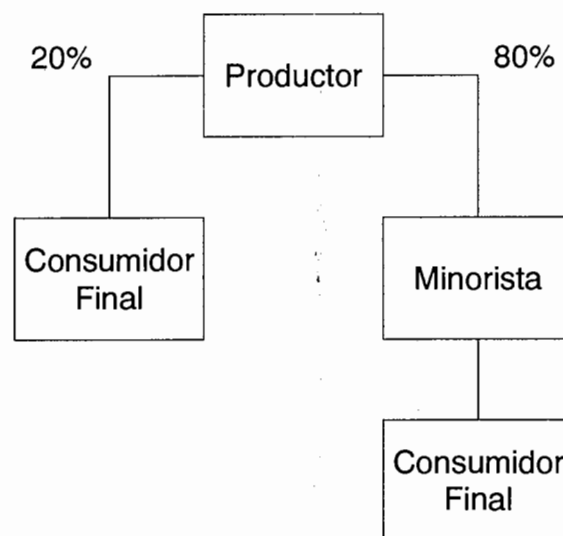 20%
Productor
80%
Consumidor
Final
Minorista
Consumidor
Final